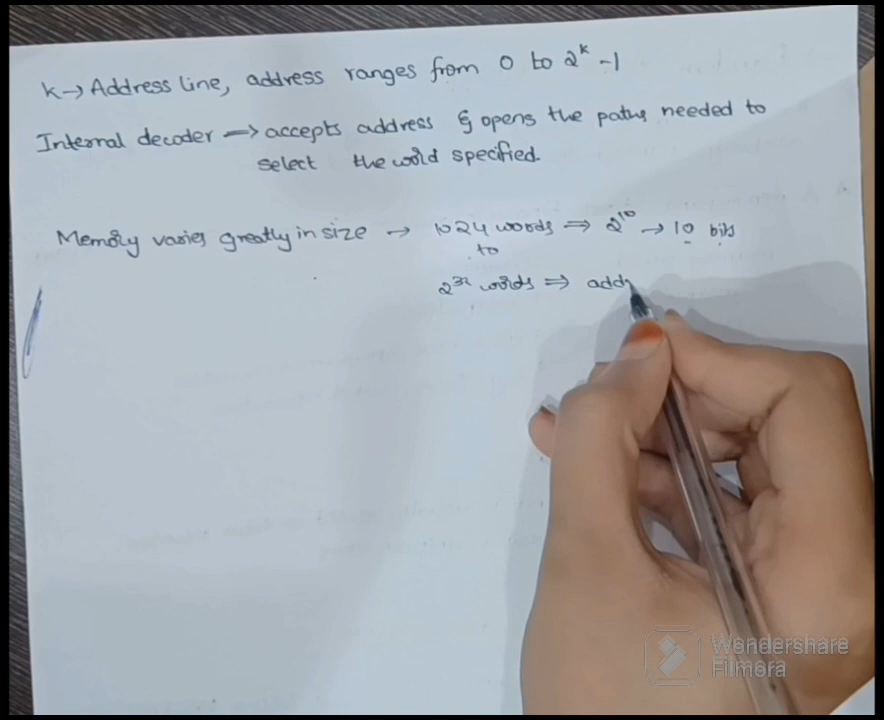 k → Address line, address ranges from 0 to 2^k - 1
Internal decoder => accepts address & opens the paths needed to
select the word specified.
Memory varies greatly in size → 1024 words => 2^10 → 10 bits
to
2^32 words => add
Wondershare
Filmora